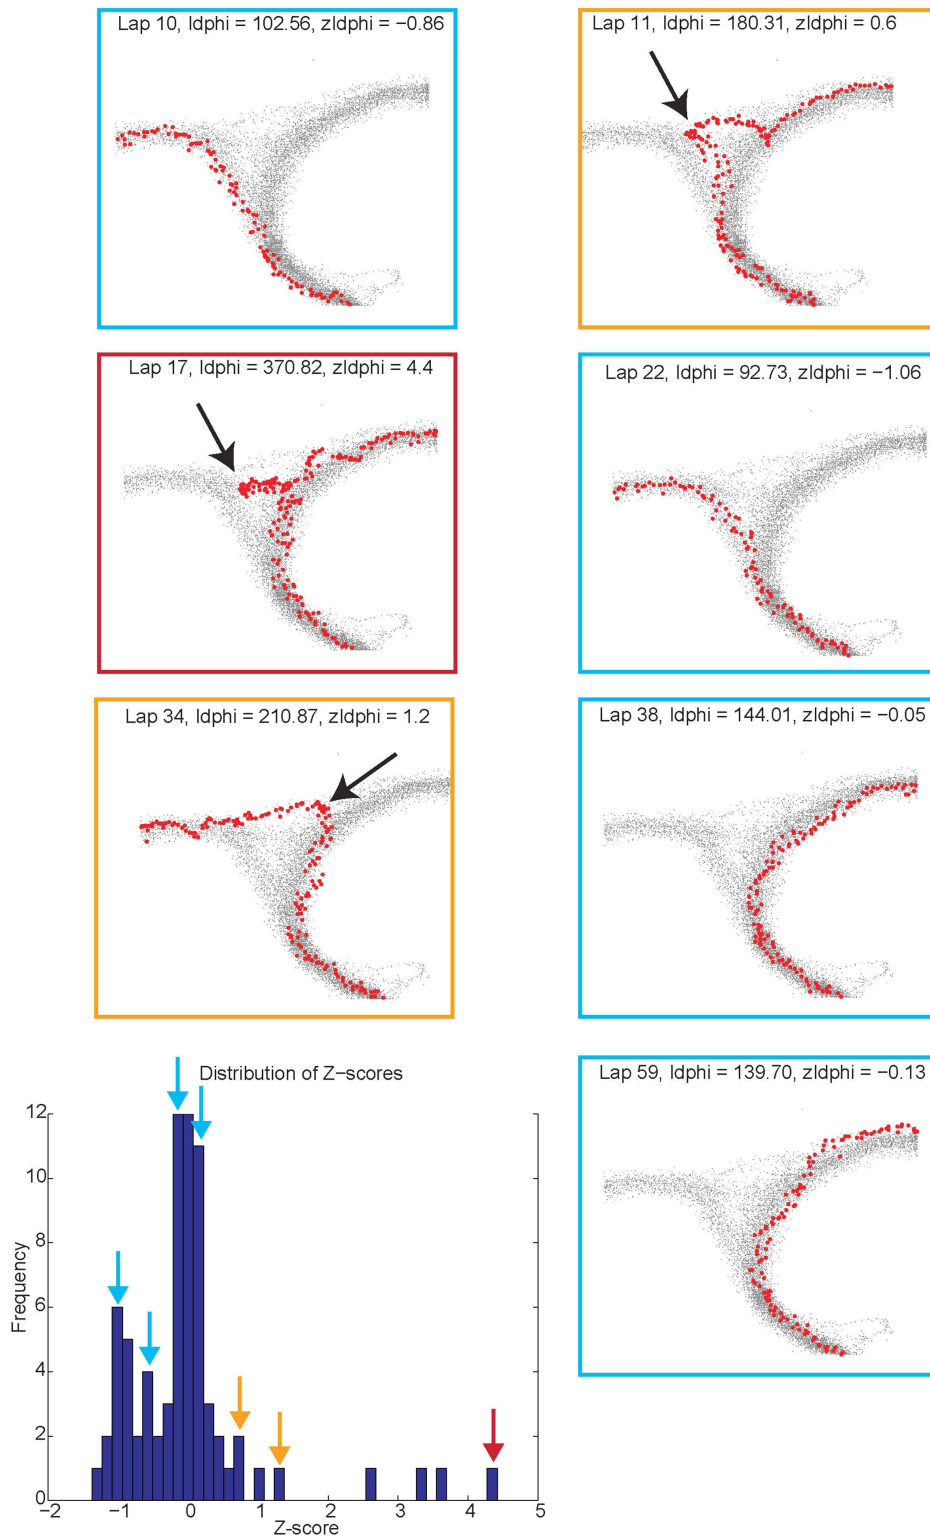 Lap 10, Idphi = 102.56, zIdphi = −0.86
Lap 11, Idphi = 180.31, zIdphi = 0.6
Lap 17, Idphi = 370.82, zIdphi = 4.4
Lap 22, Idphi = 92.73, zIdphi = −1.06
Lap 34, Idphi = 210.87, zIdphi = 1.2
Lap 38, Idphi = 144.01, zIdphi = −0.05
Distribution of Z−scores
Lap 59, Idphi = 139.70, zIdphi = −0.13
12
10
8
6
4
2
0
Frequency
−2
−1
0
1
2
3
4
5
Z−score